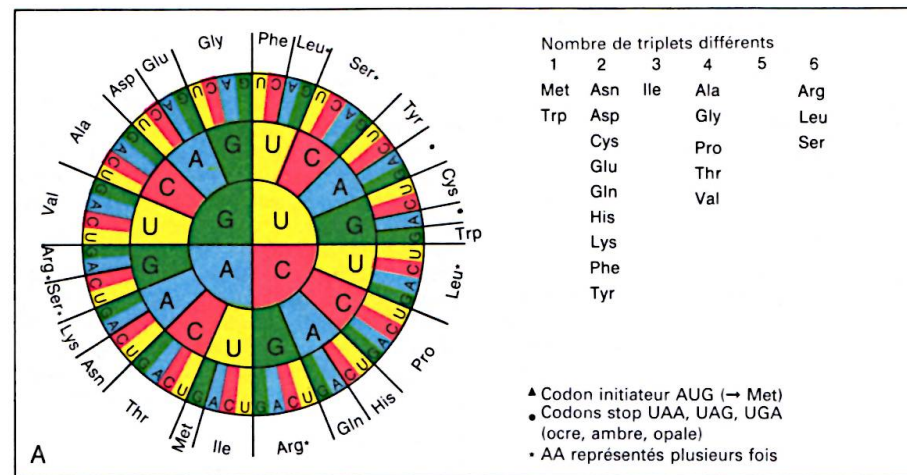 Gly
Phe
Leu*
Ser*
Tyr
•
Cys
•
Trp
Leu*
Pro
His
Gln
Arg*
Ile
Met
Thr
Asn
Lys
Ser*
Arg*
Val
Ala
Asp
Glu
U C A G U C A G U C A G U C A G
U C A G U C A G U C A G U C A G
U C A G U C A G U C A G U C A G
U C A G U C A G U C A G U C A G
U C A G
U C A G
U C A G
U C A G
G U
A C
A
Nombre de triplets différents
1 2 3 4 5 6
Met Asn Ile Ala Arg
Trp Asp Gly Leu
Cys Pro Ser
Glu Thr
Gln Val
His
Lys
Phe
Tyr
▲ Codon initiateur AUG (→ Met)
• Codons stop UAA, UAG, UGA
(ocre, ambre, opale)
* AA représentés plusieurs fois